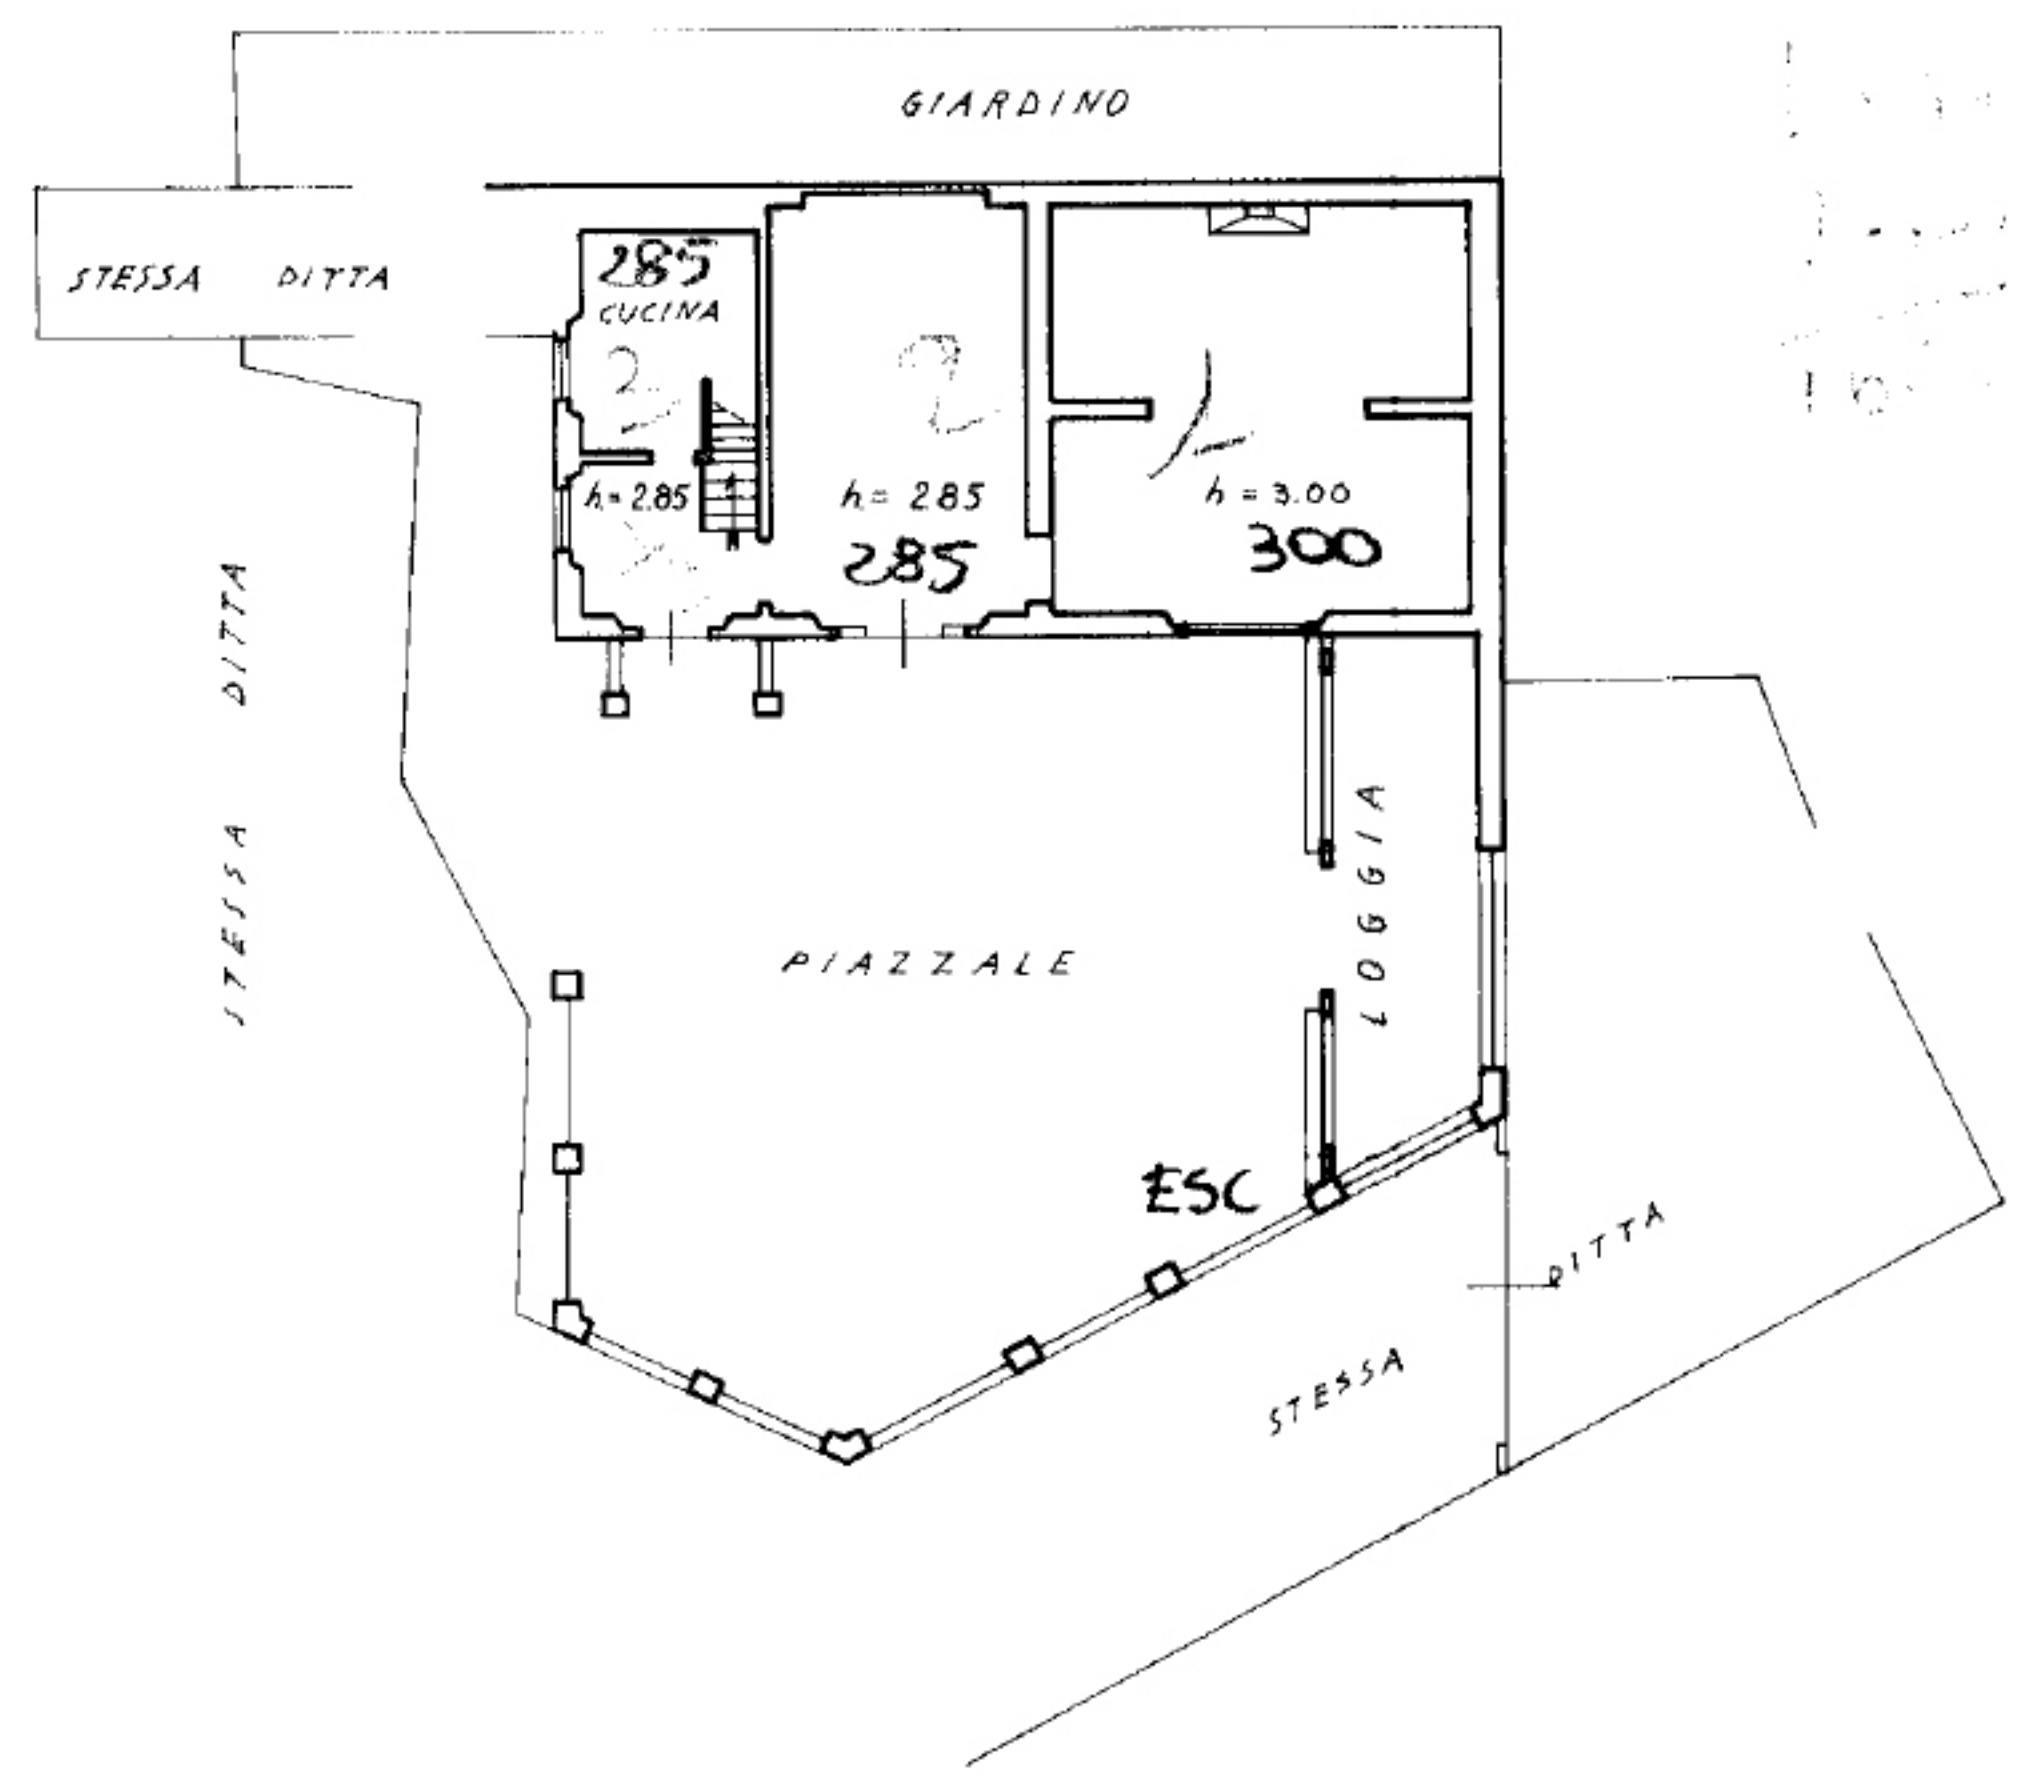 GIARDINO
STESSA DITTA
285
CUCINA
2
2
h = 2.85
h = 285
285
h = 3.00
300
STESSA DITTA
PIAZZALE
LOGGIA
ESC
STESSA DITTA